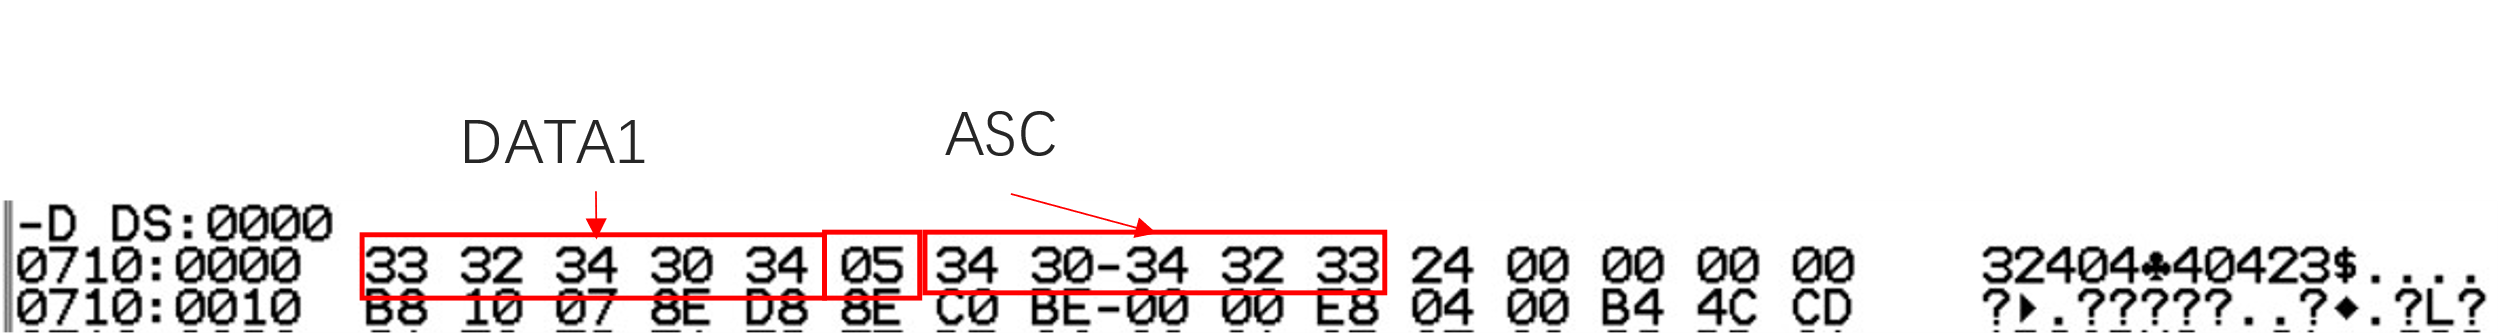 DATA1 ASC
-D DS:0000
0710:0000 33 32 34 30 34 05 34 30-34 32 33 24 00 00 00 00 32404♣40423$....
0710:0010 B8 10 07 8E D8 8E C0 BE-00 00 E8 04 00 B4 4C CD ?►.?????..?♦.?L?